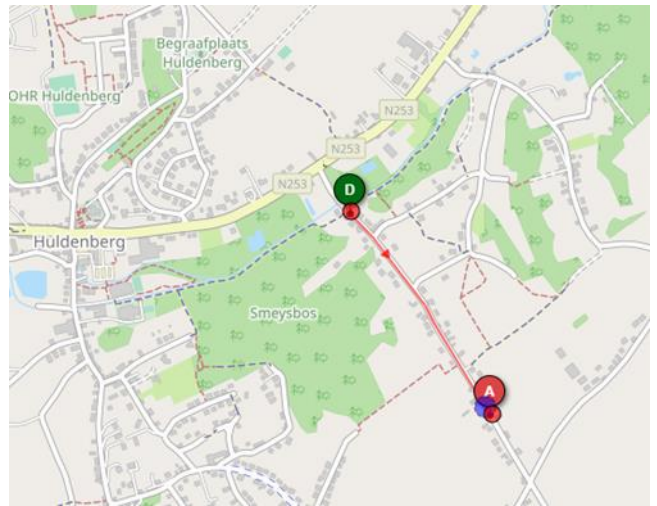 Begraafplaats
Huldenberg
OHR Huldenberg
N253
N253
N253
D
Huldenberg
Smeysbos
A